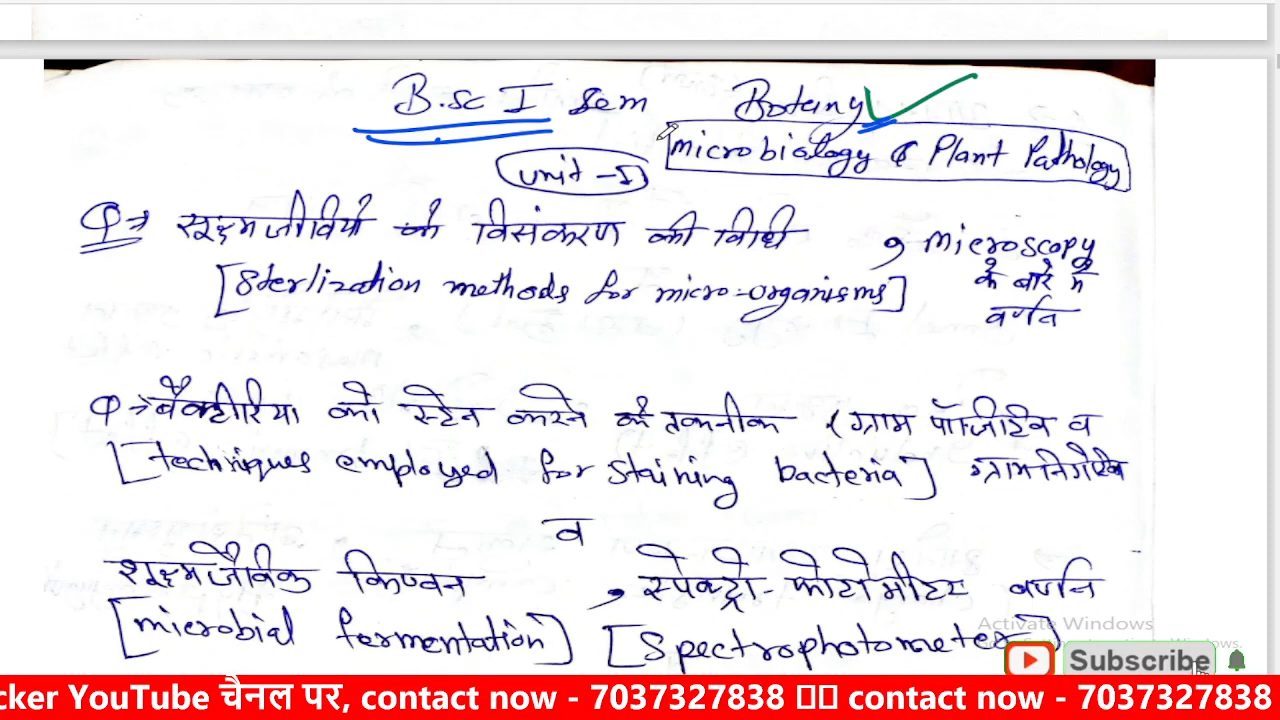 B.sc I Sem Botany
microbiology & Plant Pathology
unit-I
Q→ सूक्ष्मजीवियों के विसंकरण की विधि , microscopy
[Sterlization methods for micro-organisms] के बारे में
वर्णन
Q→ बैक्टीरिया को स्टेन करने के तकनीक (ग्राम पॉजिटिव व
[techniques employed for staining bacteria] ग्राम निगेटिव
व
सूक्ष्मजैविक किण्वन , स्पेक्ट्रो-फोटोमीटर वर्णन
[microbial fermentation] [Spectrophotometer]
Activate Windows
Windows.
Subscribe
cker YouTube चैनल पर, contact now - 7037327838 contact now - 7037327838